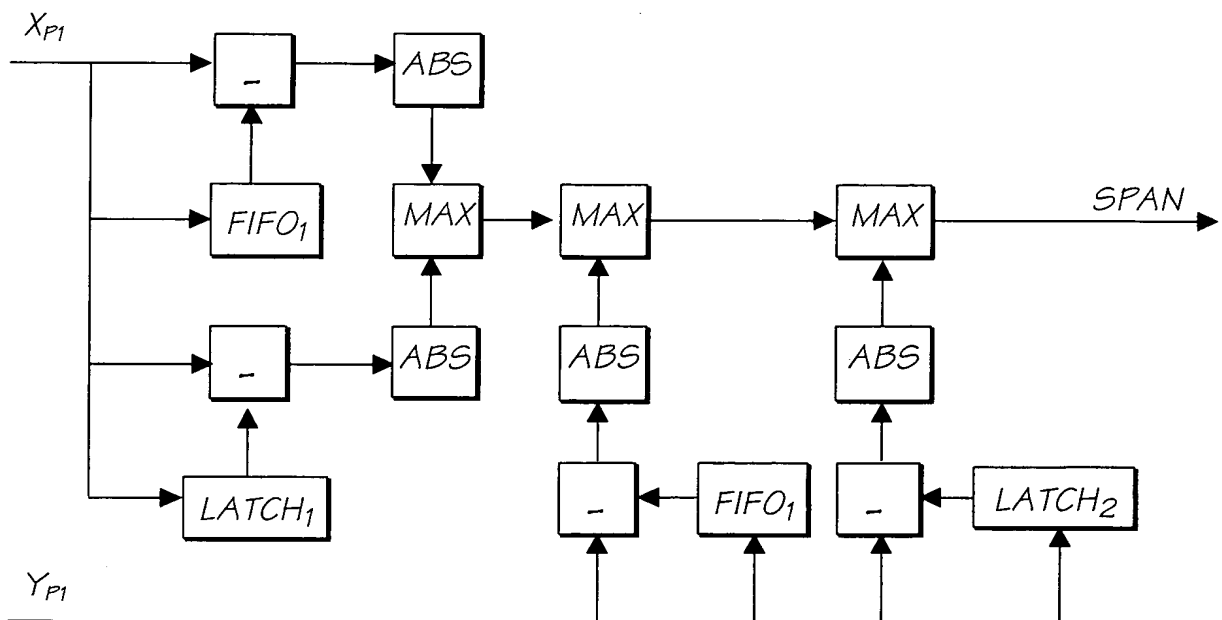 X_P1
- ABS
FIFO_1 MAX MAX MAX SPAN
- ABS ABS ABS
LATCH_1 - FIFO_1 - LATCH_2
Y_P1